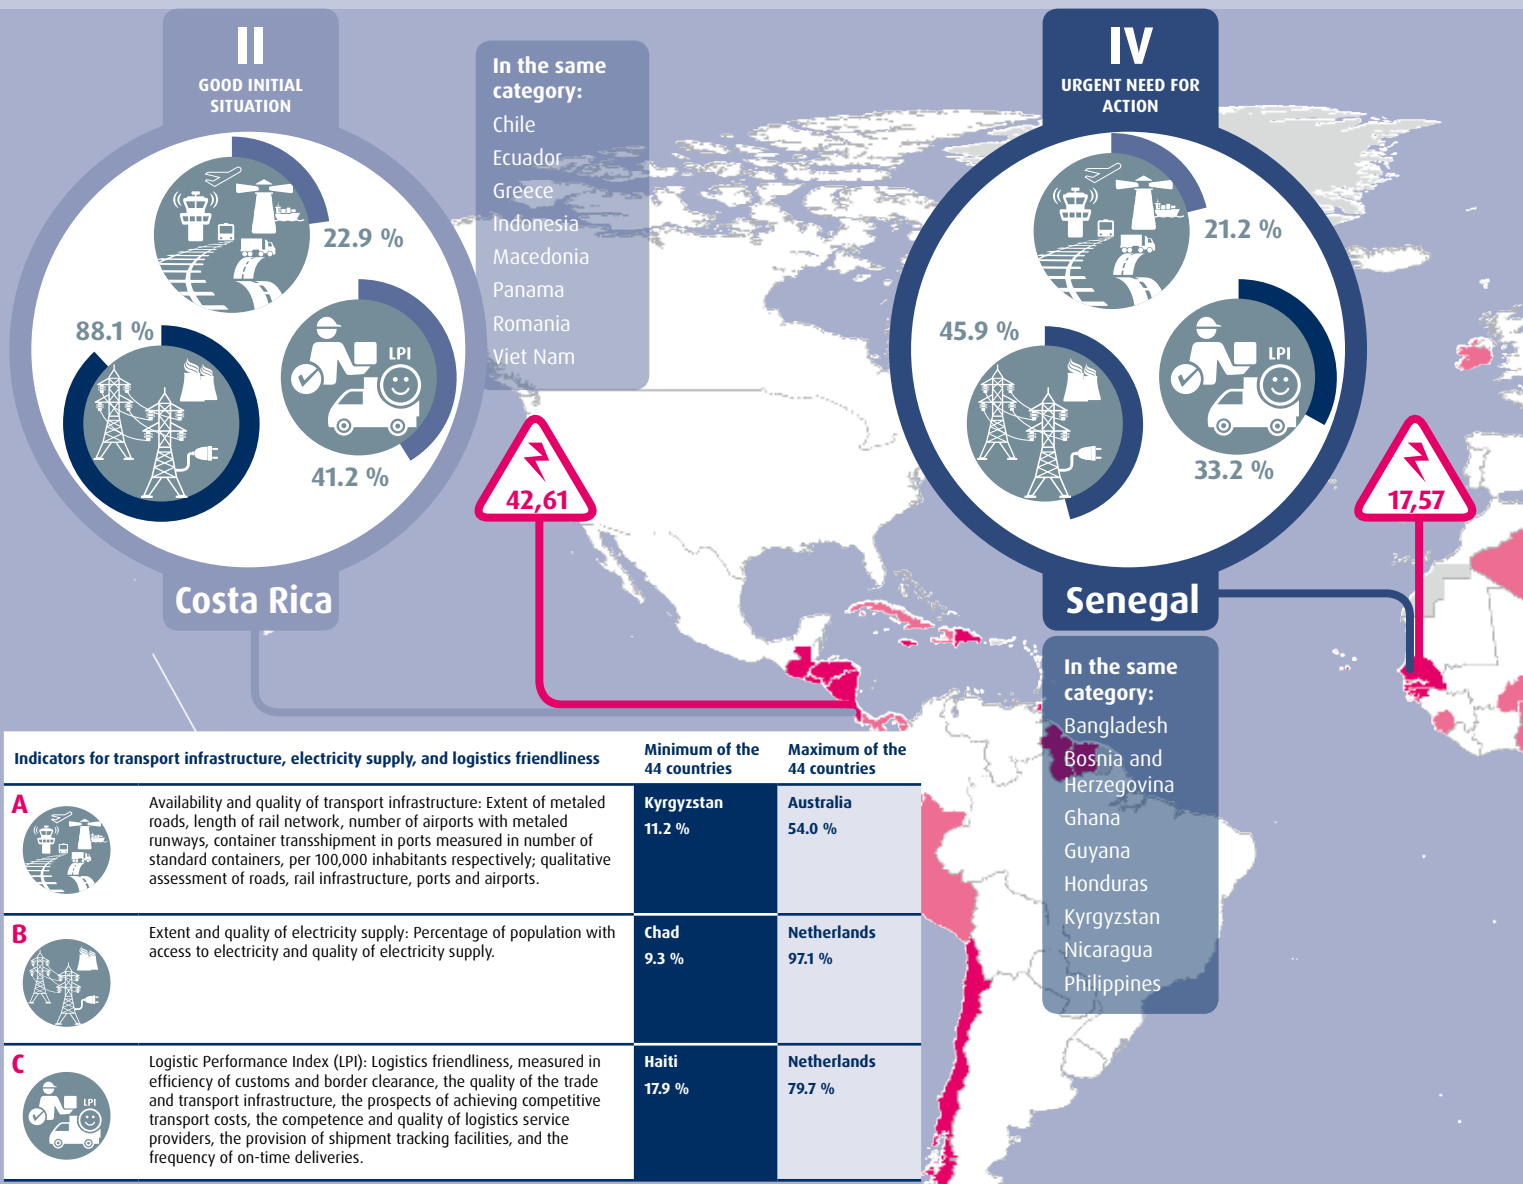 II
GOOD INITIAL
SITUATION
22.9 %
88.1 %
LPI
41.2 %
Costa Rica
In the same
category:
Chile
Ecuador
Greece
Indonesia
Macedonia
Panama
Romania
Viet Nam
42,61
IV
URGENT NEED FOR
ACTION
21.2 %
45.9 %
LPI
33.2 %
Senegal
17,57
In the same
category:
Bangladesh
Bosnia and
Herzegovina
Ghana
Guyana
Honduras
Kyrgyzstan
Nicaragua
Philippines
Indicators for transport infrastructure, electricity supply, and logistics friendliness
Minimum of the
44 countries
Maximum of the
44 countries
A
Availability and quality of transport infrastructure: Extent of metaled
roads, length of rail network, number of airports with metaled
runways, container transshipment in ports measured in number of
standard containers, per 100,000 inhabitants respectively; qualitative
assessment of roads, rail infrastructure, ports and airports.
Kyrgyzstan
11.2 %
Australia
54.0 %
B
Extent and quality of electricity supply: Percentage of population with
access to electricity and quality of electricity supply.
Chad
9.3 %
Netherlands
97.1 %
C
LPI
Logistic Performance Index (LPI): Logistics friendliness, measured in
efficiency of customs and border clearance, the quality of the trade
and transport infrastructure, the prospects of achieving competitive
transport costs, the competence and quality of logistics service
providers, the provision of shipment tracking facilities, and the
frequency of on-time deliveries.
Haiti
17.9 %
Netherlands
79.7 %